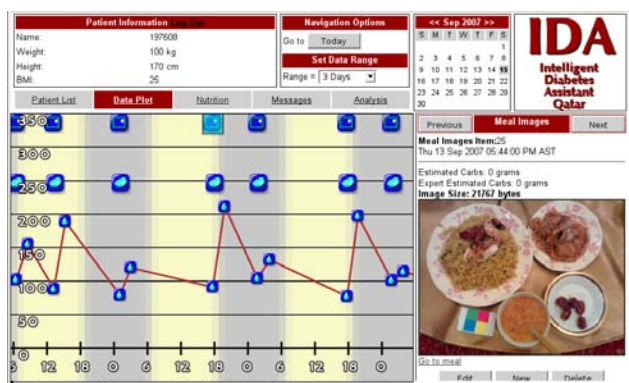 Patient Information Log Out
Name: 197608
Weight: 100 kg
Height: 170 cm
BMI: 25
Navigation Options
Go to Today
Set Data Range
Range = 3 Days
<< Sep 2007 >>
S M T W T F S
1
2 3 4 5 6 7 8
9 10 11 12 13 14 15
16 17 18 19 20 21 22
23 24 25 26 27 28 29
30
IDA
Intelligent
Diabetes
Assistant
Qatar
Patient List Data Plot Nutrition Messages Analysis
350
300
250
200
150
100
50
0
6 12 18 0 6 12 18 0 6 12 18 0
Previous Meal Images Next
Meal Images Item:25
Thu 13 Sep 2007 05:44:00 PM AST
Estimated Carbs: 0 grams
Expert Estimated Carbs: 0 grams
Image Size: 21767 bytes
Go to meal
Edit New Delete